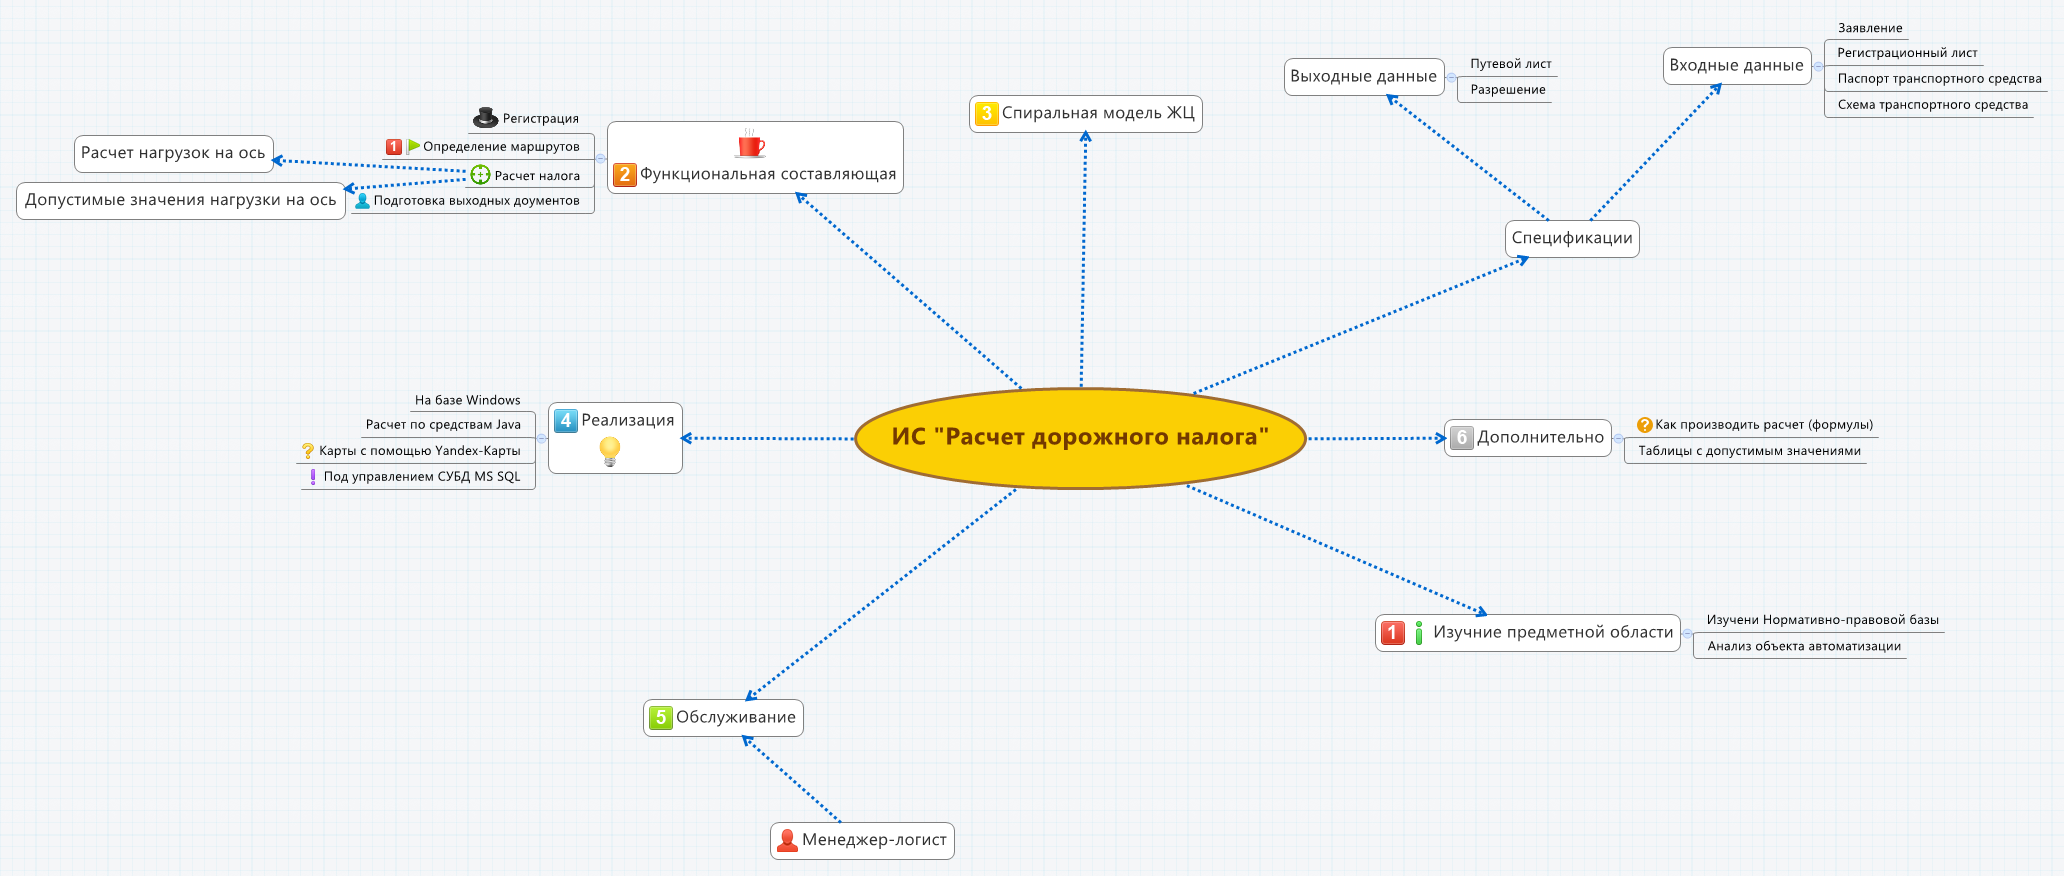 Заявление
Регистрационный лист
Паспорт транспортного средства
Схема транспортного средства
Входные данные
Путевой лист
Разрешение
Выходные данные
Спецификации
3 Спиральная модель ЖЦ
Регистрация
1 Определение маршрутов
Расчет налога
Подготовка выходных доументов
2 Функциональная составляющая
Расчет нагрузок на ось
Допустимые значения нагрузки на ось
ИС "Расчет дорожного налога"
На базе Windows
Расчет по средствам Java
? Карты с помощью Yandex-Карты
! Под управлением СУБД MS SQL
4 Реализация
6 Дополнительно
? Как производить расчет (формулы)
Таблицы с допустимым значениями
1 Изучние предметной области
Изучени Нормативно-правовой базы
Анализ объекта автоматизации
5 Обслуживание
Менеджер-логист